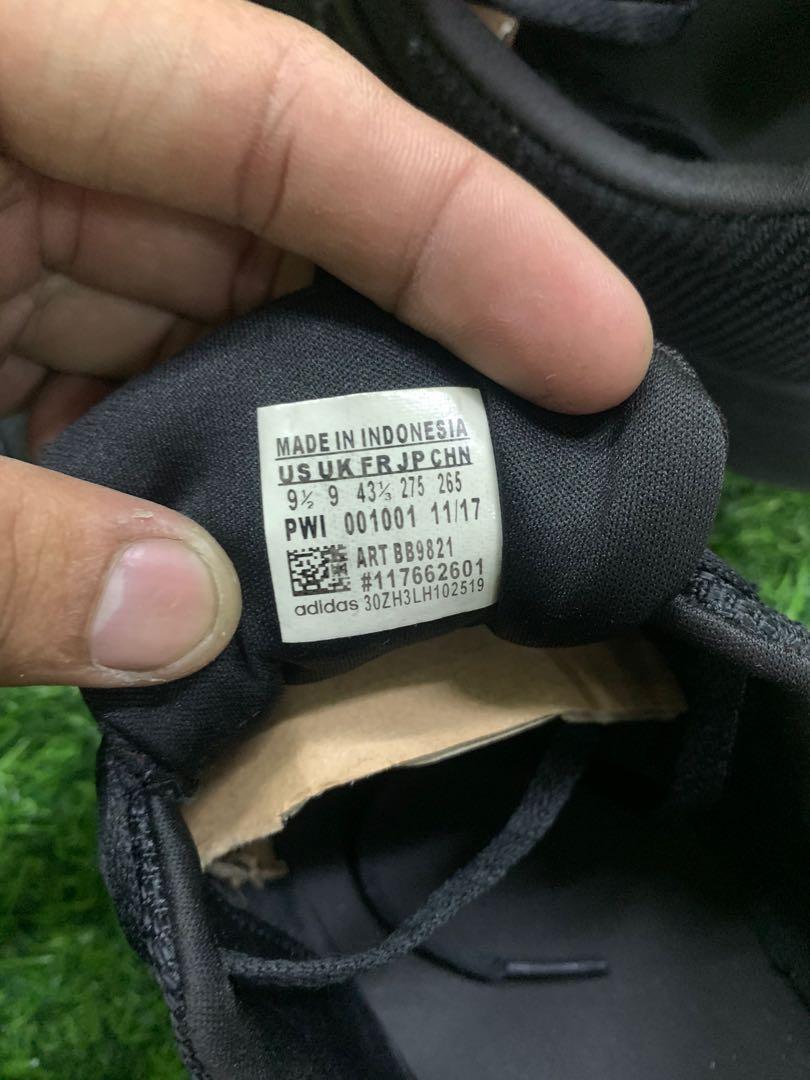 MADE IN INDONESIA
US UK FR JP CHN
9½ 9 43⅓ 275 265
PWI 001001 11/17
ART BB9821
#117662601
adidas 30ZH3LH102519